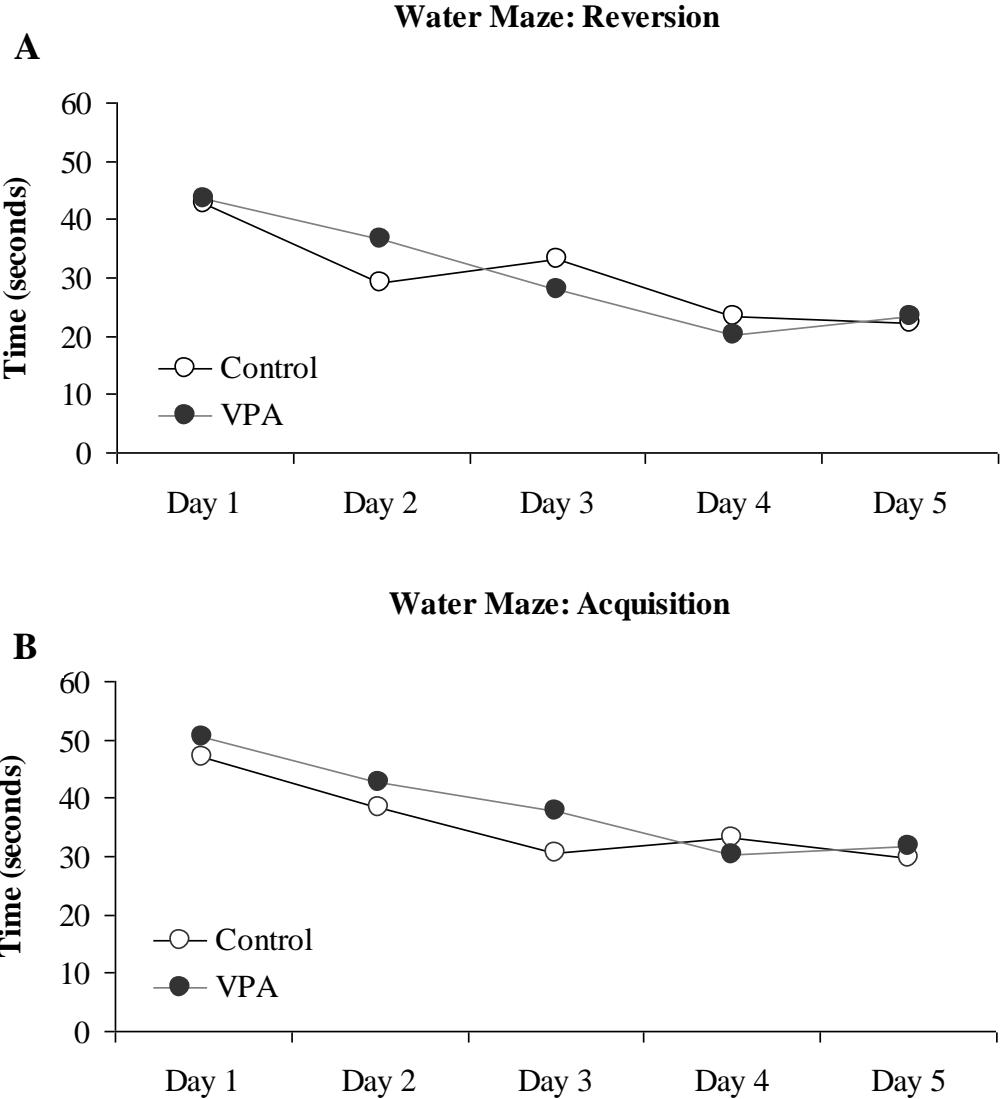 Water Maze: Reversion
A
60
50
40
30
20
10
0
Time (seconds)
Control
VPA
Day 1 Day 2 Day 3 Day 4 Day 5
Water Maze: Acquisition
B
60
50
40
30
20
10
0
Time (seconds)
Control
VPA
Day 1 Day 2 Day 3 Day 4 Day 5